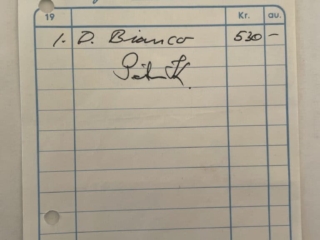 19 Kr. au.
1. D. Bianco 530 —